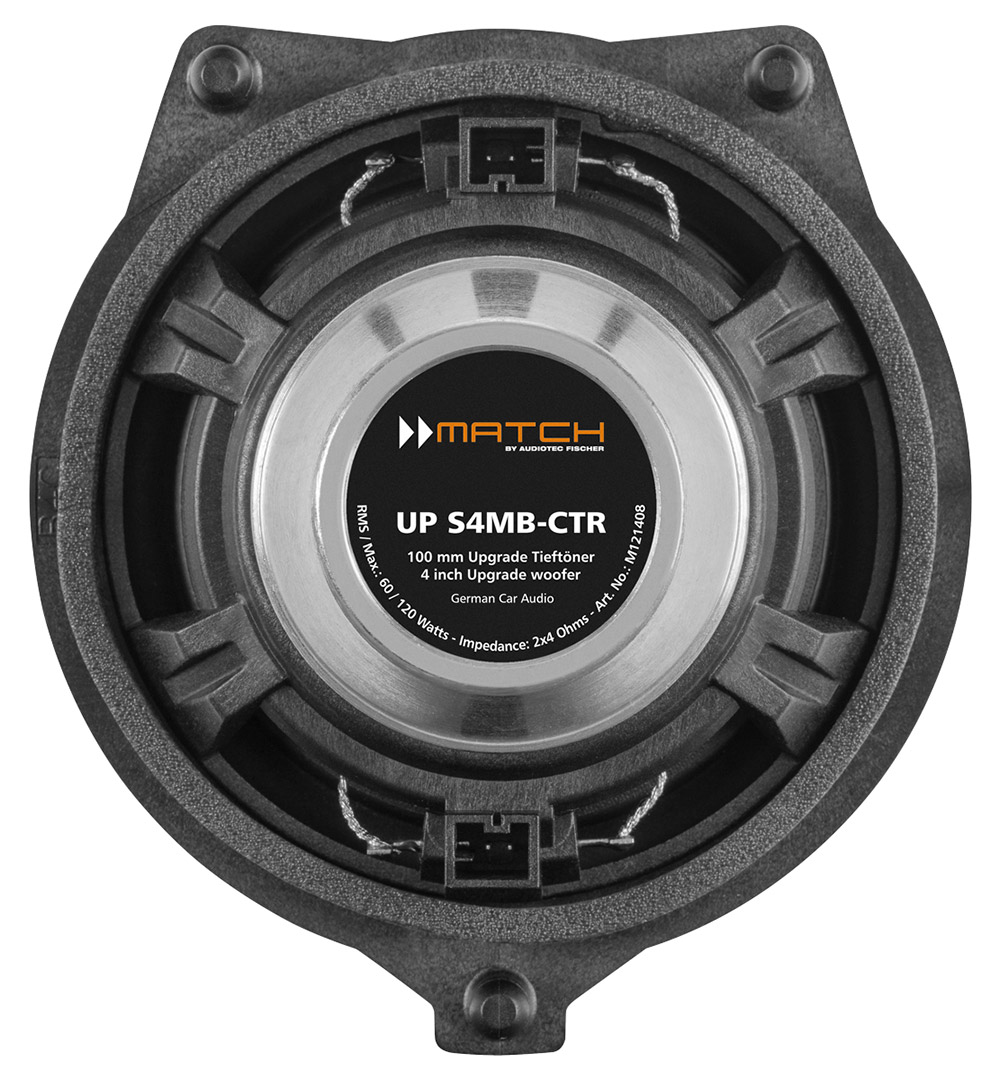 MATCH
BY AUDIOTEC FISCHER
UP S4MB-CTR
100 mm Upgrade Tieftöner
4 inch Upgrade woofer
German Car Audio
RMS / Max.: 60 / 120 Watts - Impedance: 2x4 Ohms - Art. No.: M121408